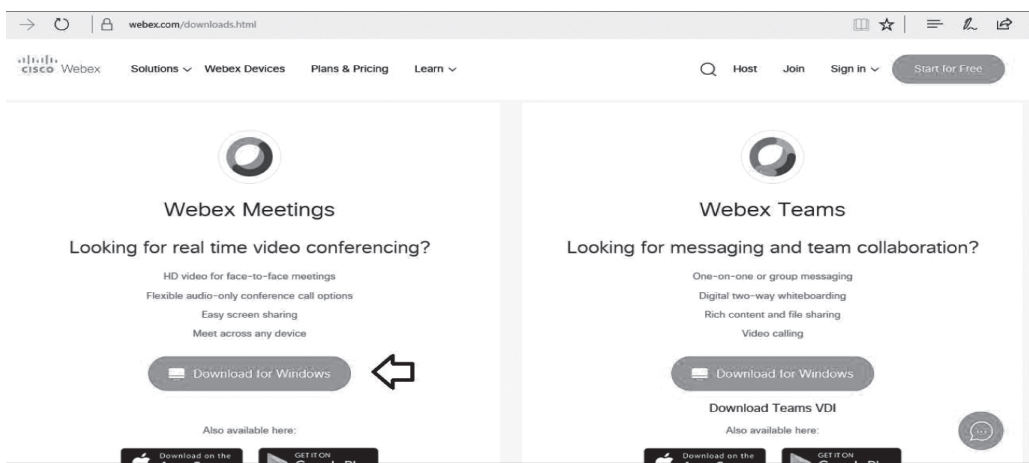 webex.com/downloads.html
CISCO Webex Solutions Webex Devices Plans & Pricing Learn Host Join Sign in Start for Free
Webex Meetings
Looking for real time video conferencing?
HD video for face-to-face meetings
Flexible audio-only conference call options
Easy screen sharing
Meet across any device
Download for Windows
Also available here:
Download on the
GET IT ON
Webex Teams
Looking for messaging and team collaboration?
One-on-one or group messaging
Digital two-way whiteboarding
Rich content and file sharing
Video calling
Download for Windows
Download Teams VDI
Also available here:
Download on the
GET IT ON